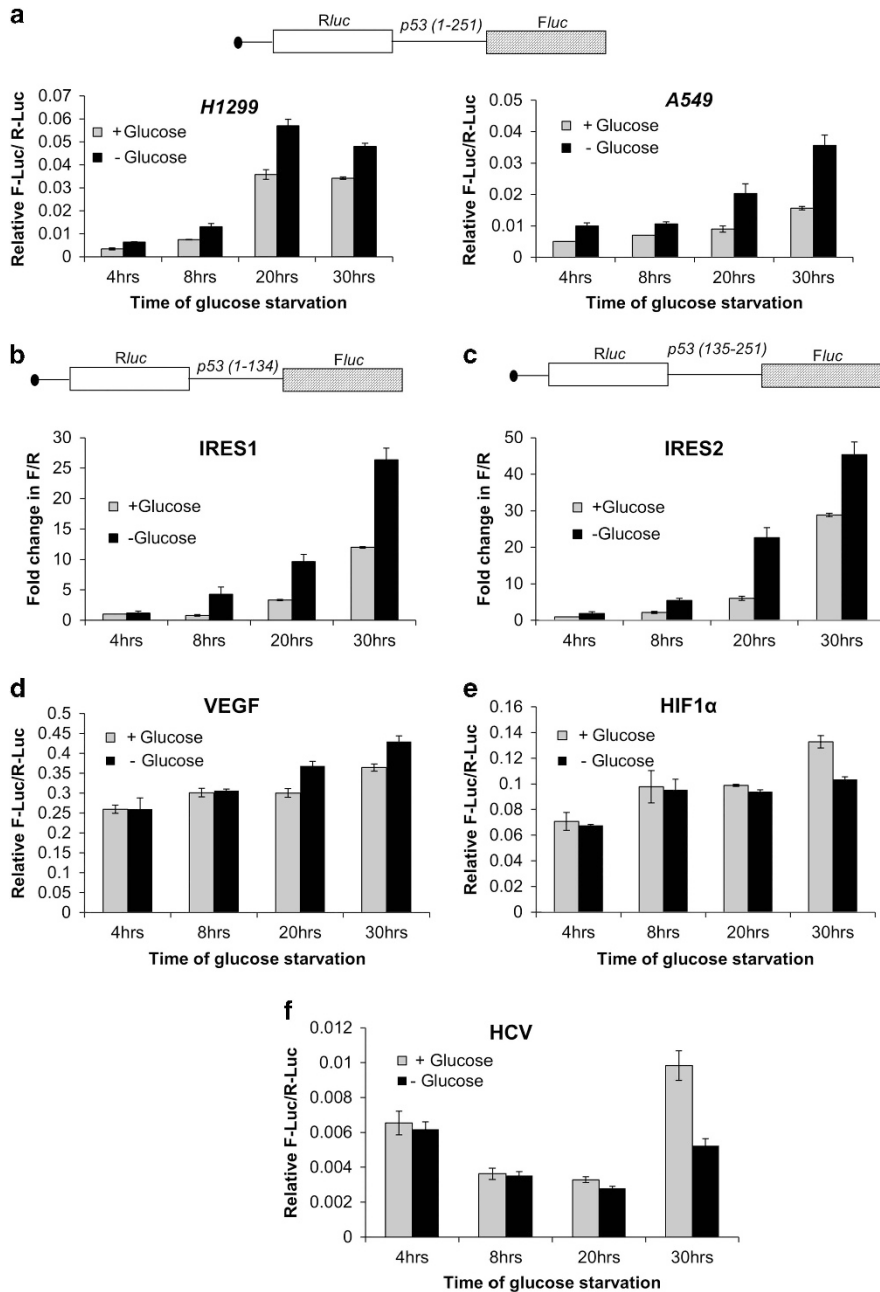 a
Rluc p53 (1-251) Fluc
H1299
+ Glucose
- Glucose
Relative F-Luc/ R-Luc
0.07
0.06
0.05
0.04
0.03
0.02
0.01
0
4hrs 8hrs 20hrs 30hrs
Time of glucose starvation
A549
+ Glucose
- Glucose
Relative F-Luc/R-Luc
0.05
0.04
0.03
0.02
0.01
0
4hrs 8hrs 20hrs 30hrs
Time of glucose starvation
b
Rluc p53 (1-134) Fluc
IRES1
+Glucose
-Glucose
Fold change in F/R
30
25
20
15
10
5
0
4hrs 8hrs 20hrs 30hrs
c
Rluc p53 (135-251) Fluc
IRES2
+Glucose
-Glucose
Fold change in F/R
50
40
30
20
10
0
4hrs 8hrs 20hrs 30hrs
d
VEGF
+ Glucose
- Glucose
Relative F-Luc/R-Luc
0.5
0.45
0.4
0.35
0.3
0.25
0.2
0.15
0.1
0.05
0
4hrs 8hrs 20hrs 30hrs
Time of glucose starvation
e
HIF1α
+ Glucose
- Glucose
Relative F-Luc/R-Luc
0.16
0.14
0.12
0.1
0.08
0.06
0.04
0.02
0
4hrs 8hrs 20hrs 30hrs
Time of glucose starvation
f
HCV
+ Glucose
- Glucose
Relative F-Luc/R-Luc
0.012
0.01
0.008
0.006
0.004
0.002
0
4hrs 8hrs 20hrs 30hrs
Time of glucose starvation